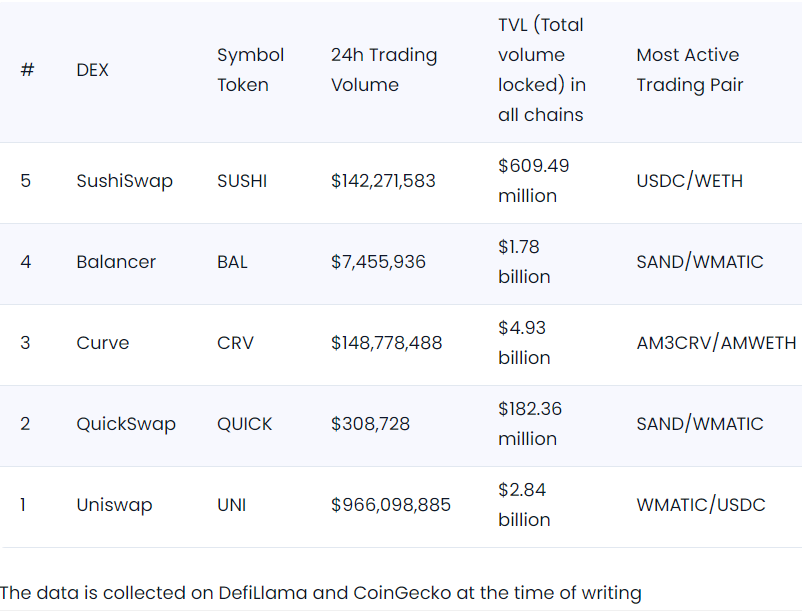 # DEX Symbol Token 24h Trading Volume TVL (Total volume locked) in all chains Most Active Trading Pair
5 SushiSwap SUSHI $142,271,583 $609.49 million USDC/WETH
4 Balancer BAL $7,455,936 $1.78 billion SAND/WMATIC
3 Curve CRV $148,778,488 $4.93 billion AM3CRV/AMWETH
2 QuickSwap QUICK $308,728 $182.36 million SAND/WMATIC
1 Uniswap UNI $966,098,885 $2.84 billion WMATIC/USDC
The data is collected on DefiLlama and CoinGecko at the time of writing